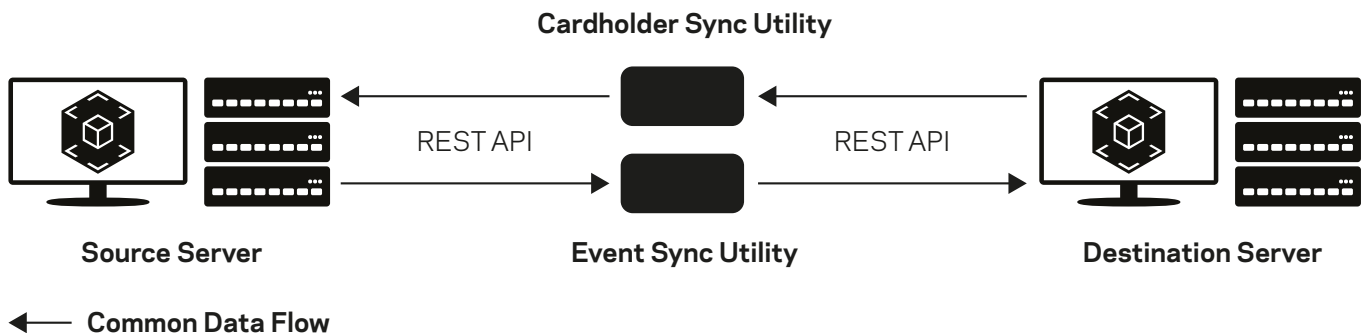 Cardholder Sync Utility
REST API
REST API
Source Server
Event Sync Utility
Destination Server
Common Data Flow